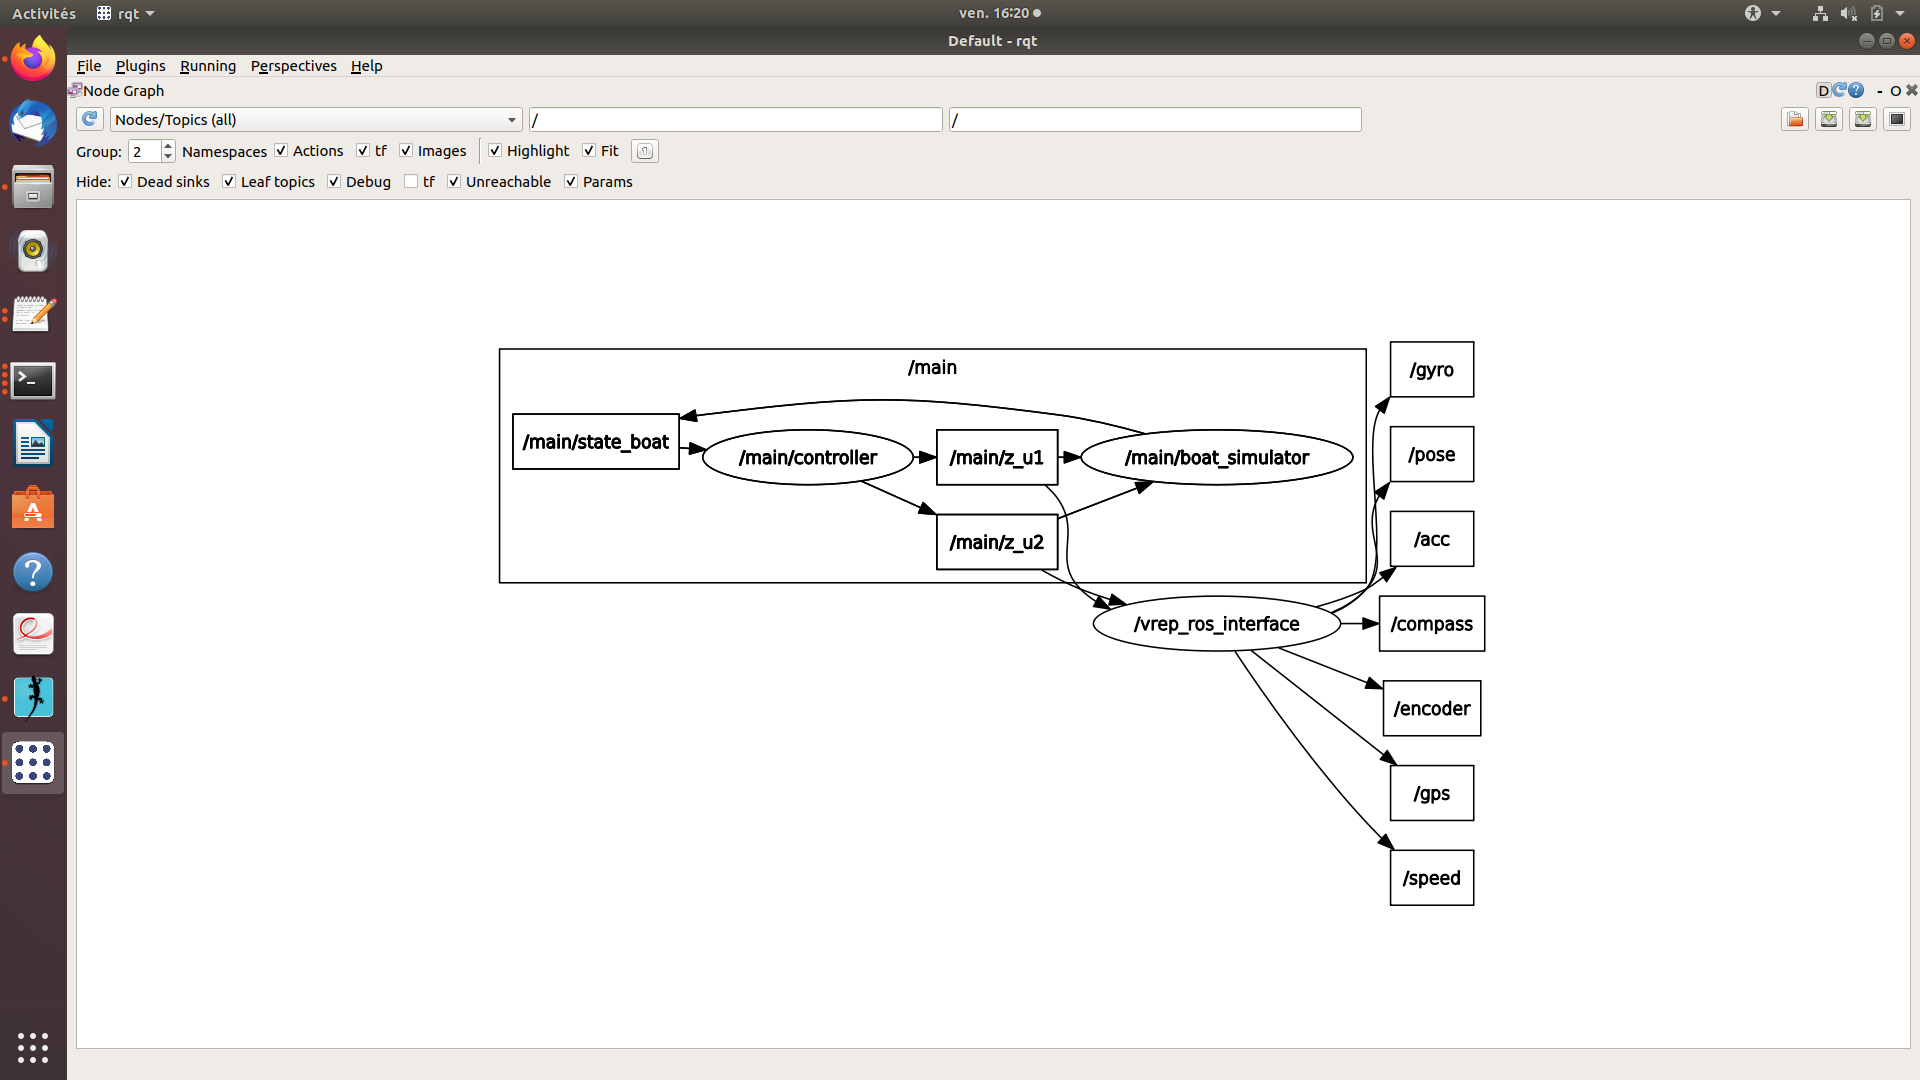 Activités rqt ven. 16:20
Default - rqt
File Plugins Running Perspectives Help
Node Graph D - O
Nodes/Topics (all) / /
Group: 2 Namespaces Actions tf Images Highlight Fit
Hide: Dead sinks Leaf topics Debug tf Unreachable Params
/main
/gyro
/main/state_boat
/main/controller
/main/z_u1
/main/boat_simulator
/pose
/main/z_u2
/acc
/vrep_ros_interface
/compass
/encoder
/gps
/speed